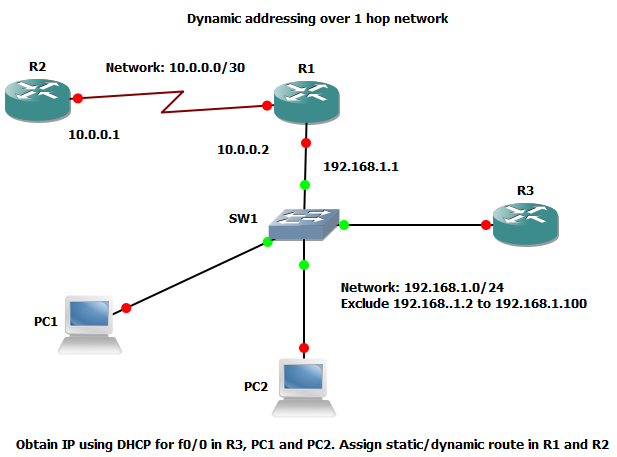 Dynamic addressing over 1 hop network
R2
Network: 10.0.0.0/30
R1
10.0.0.1
10.0.0.2
192.168.1.1
R3
SW1
Network: 192.168.1.0/24
Exclude 192.168..1.2 to 192.168.1.100
PC1
PC2
Obtain IP using DHCP for f0/0 in R3, PC1 and PC2. Assign static/dynamic route in R1 and R2